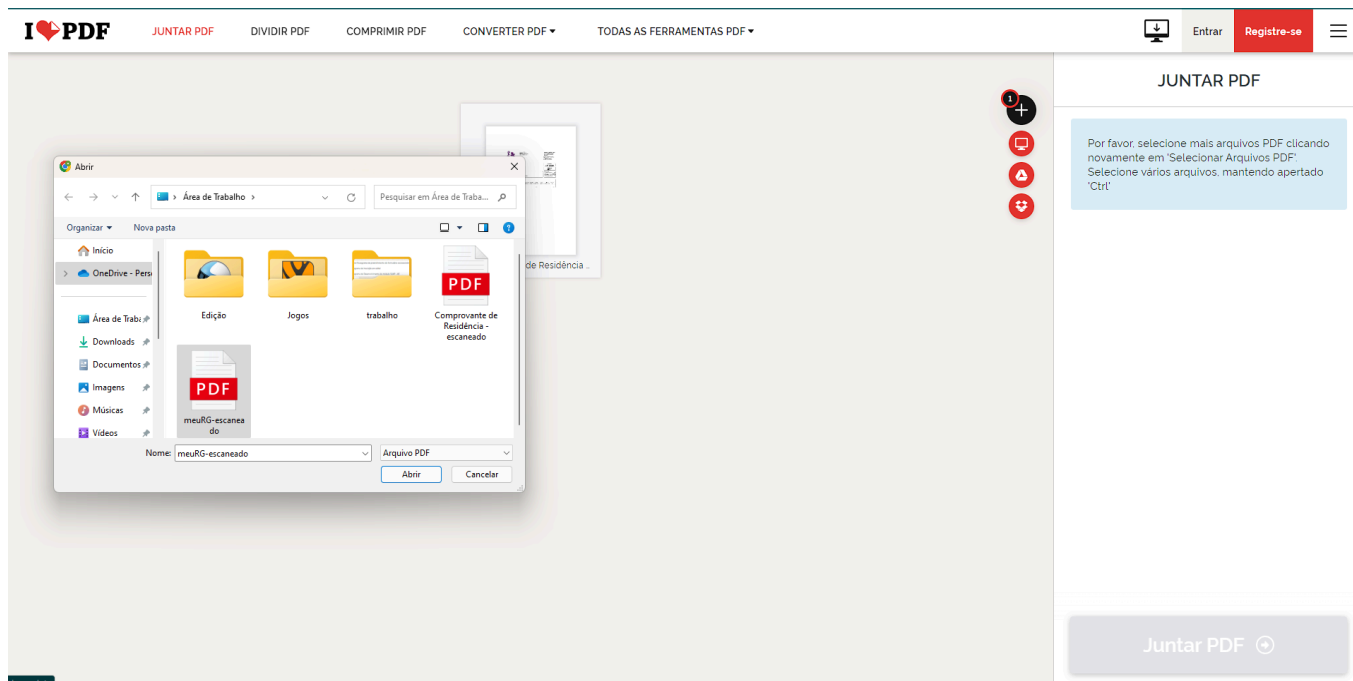 I PDF
JUNTAR PDF
DIVIDIR PDF
COMPRIMIR PDF
CONVERTER PDF
TODAS AS FERRAMENTAS PDF
Entrar
Registre-se
JUNTAR PDF
Por favor, selecione mais arquivos PDF clicando
novamente em 'Selecionar Arquivos PDF'.
Selecione vários arquivos, mantendo apertado
'Ctrl'
1
de Residência ...
Abrir
Área de Trabalho
Pesquisar em Área de Traba...
Organizar
Nova pasta
Início
OneDrive - Pers
Área de Traba
Downloads
Documentos
Imagens
Músicas
Vídeos
Edição
Jogos
trabalho
PDF
Comprovante de
Residência -
escaneado
PDF
meuRG-escanea
do
Nome:
meuRG-escaneado
Arquivo PDF
Abrir
Cancelar
Juntar PDF